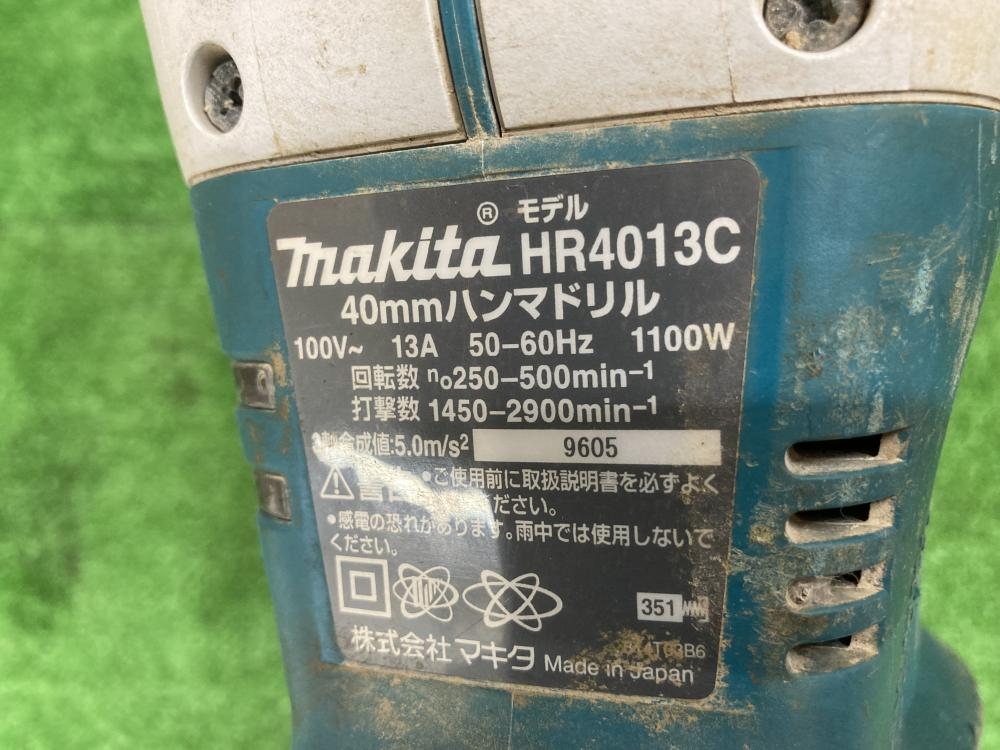 ® モデル
makita HR4013C
40mmハンマドリル
100V~ 13A 50-60Hz 1100W
回転数 n₀250-500min⁻¹
打撃数 1450-2900min⁻¹
合成値:5.0m/s² 9605
•ご使用前に取扱説明書を必ずよく
ださい。
•感電の恐れがあります。雨中では使用しないで
ください。
351
株式会社 マキタ Made in Japan